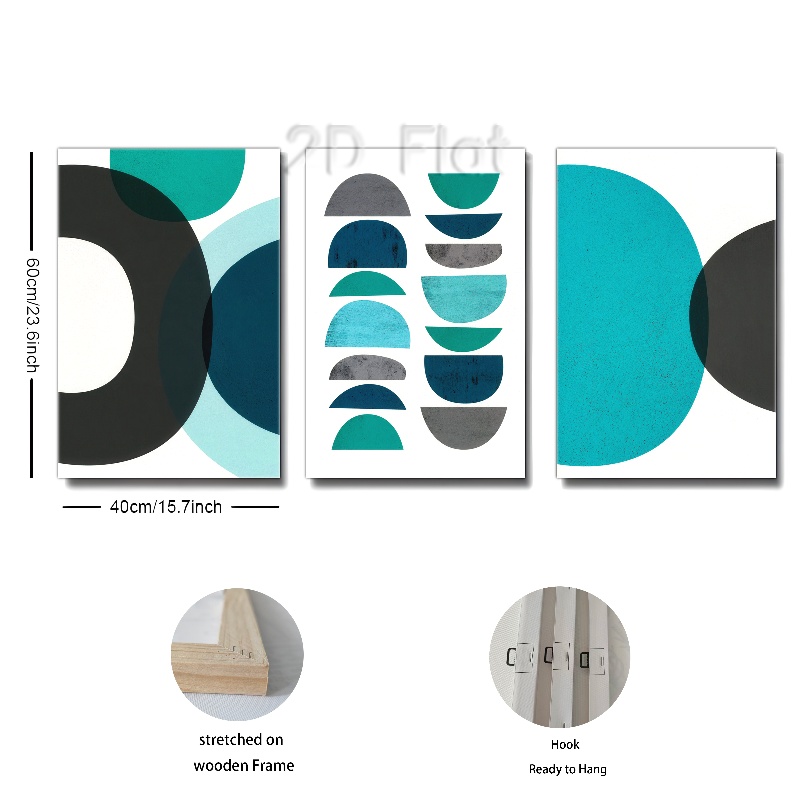 2D Flat
60cm/23.6inch
40cm/15.7inch
stretched on
wooden Frame
Hook
Ready to Hang